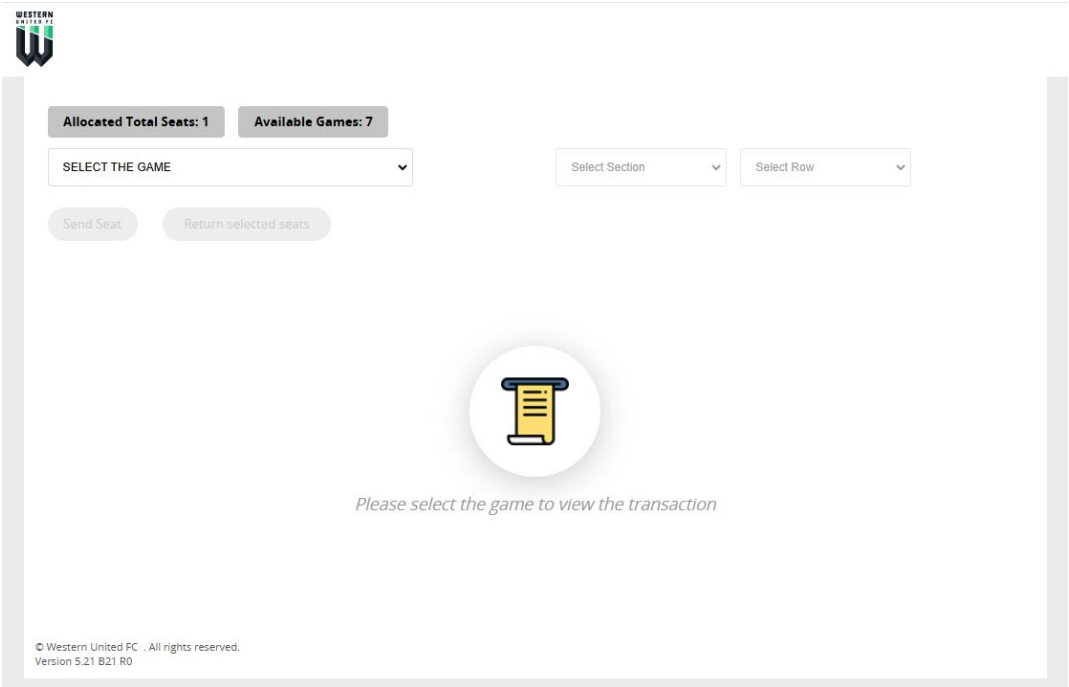 WESTERN
UNITED FC
Allocated Total Seats: 1
Available Games: 7
SELECT THE GAME
Select Section
Select Row
Send Seat
Return selected seats
Please select the game to view the transaction
© Western United FC . All rights reserved.
Version 5.21 B21 R0